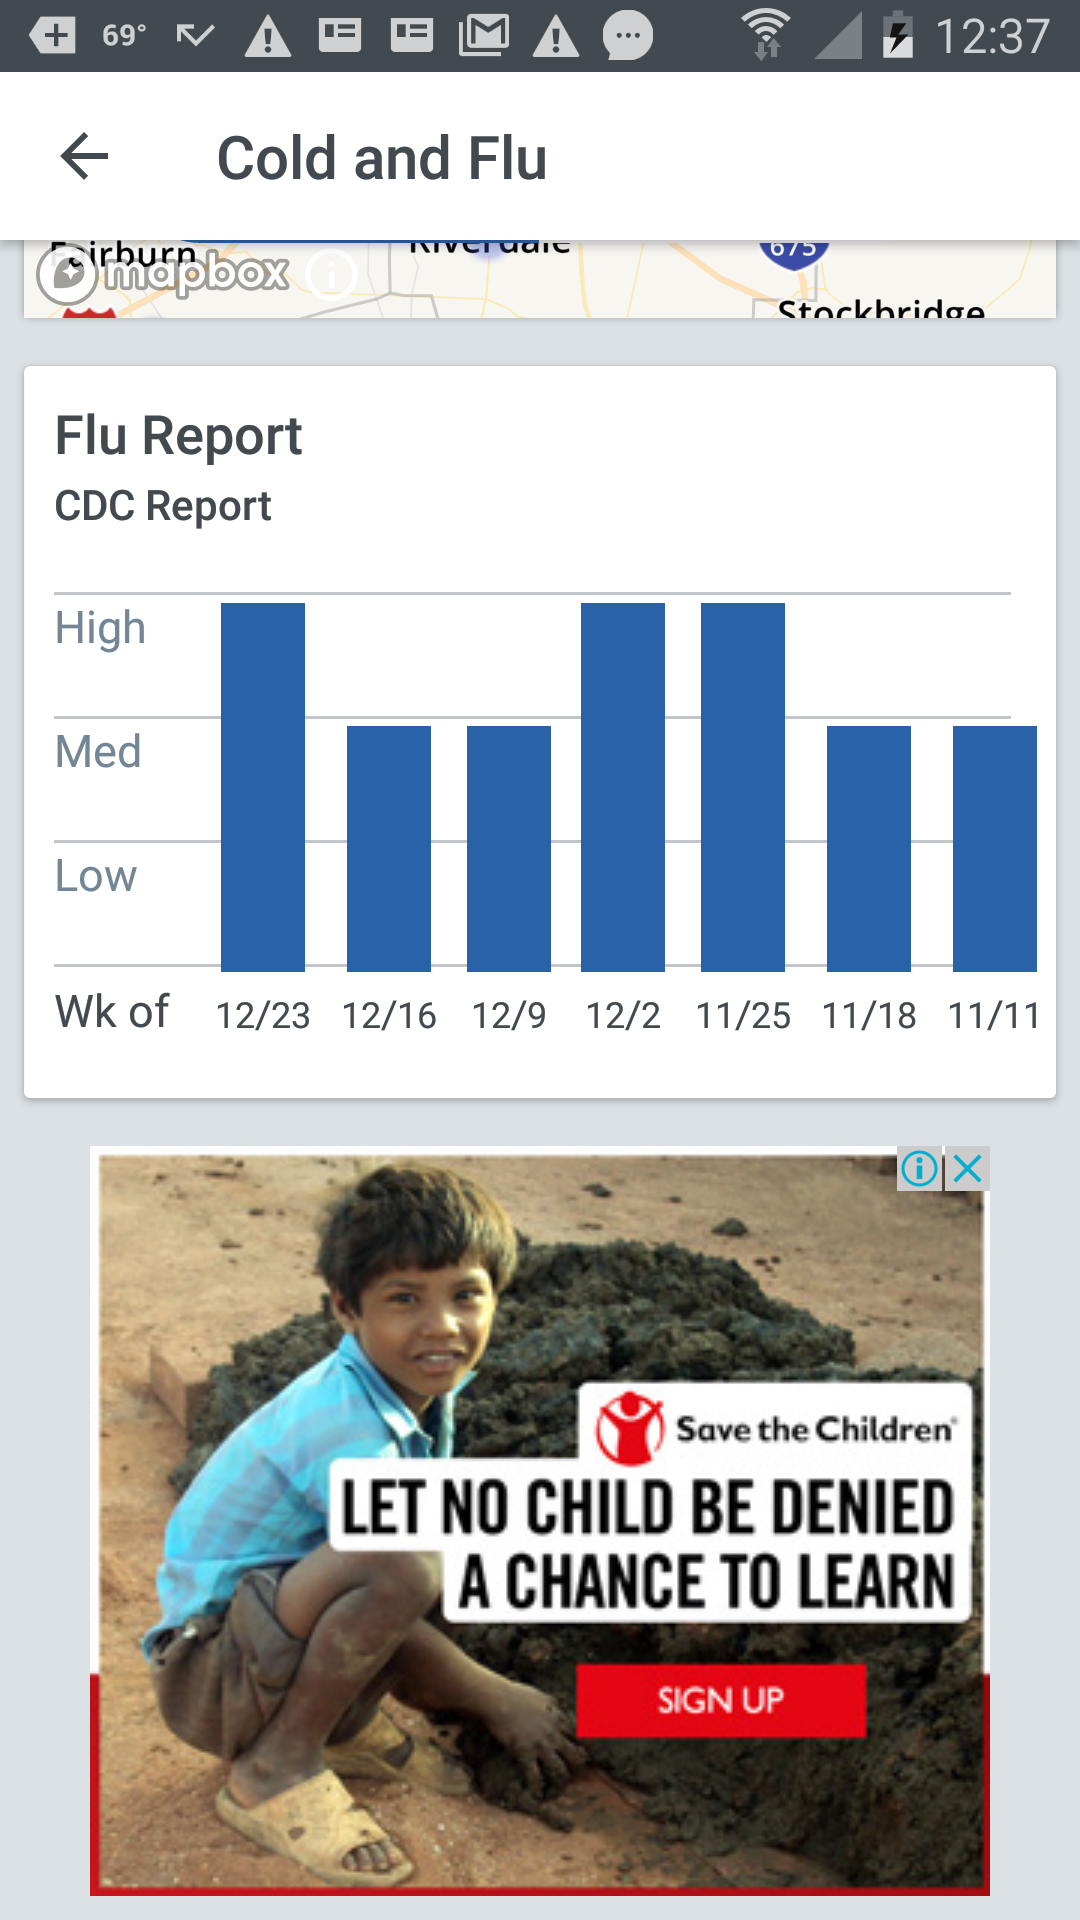 69° 12:37
Cold and Flu
Fairburn Riverdale 675
mapbox
Stockbridge
Flu Report
CDC Report
High
Med
Low
Wk of 12/23 12/16 12/9 12/2 11/25 11/18 11/11
Save the Children
LET NO CHILD BE DENIED
A CHANCE TO LEARN
SIGN UP